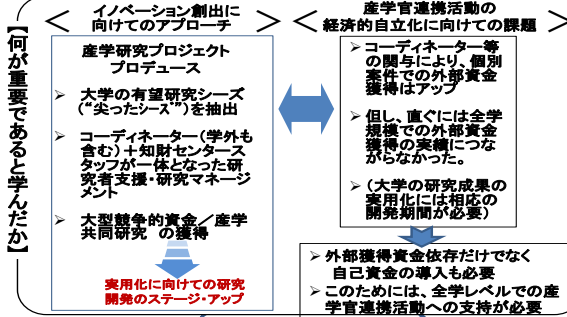 【何が重要であると学んだか】
イノベーション創出に
向けてのアプローチ
産学研究プロジェクト
プロデュース
➢ 大学の有望研究シーズ
(“尖ったシーズ”)を抽出
➢ コーディネーター(学外も
含む)+知財センタース
タッフが一体となった研
究者支援・研究マネージ
メント
➢ 大型競争的資金/産学
共同研究 の獲得
実用化に向けての研究
開発のステージ・アップ
産学官連携活動の
経済的自立化に向けての課題
➢ コーディネーター等
の関与により、個別
案件での外部資金
獲得はアップ
➢ 但し、直ぐには全学
規模での外部資金
獲得の実績につな
がらなかった。
➢ (大学の研究成果の
実用化には相応の
開発期間が必要)
➢ 外部獲得資金依存だけでなく
自己資金の導入も必要
➢ このためには、全学レベルでの産
学官連携活動への支持が必要